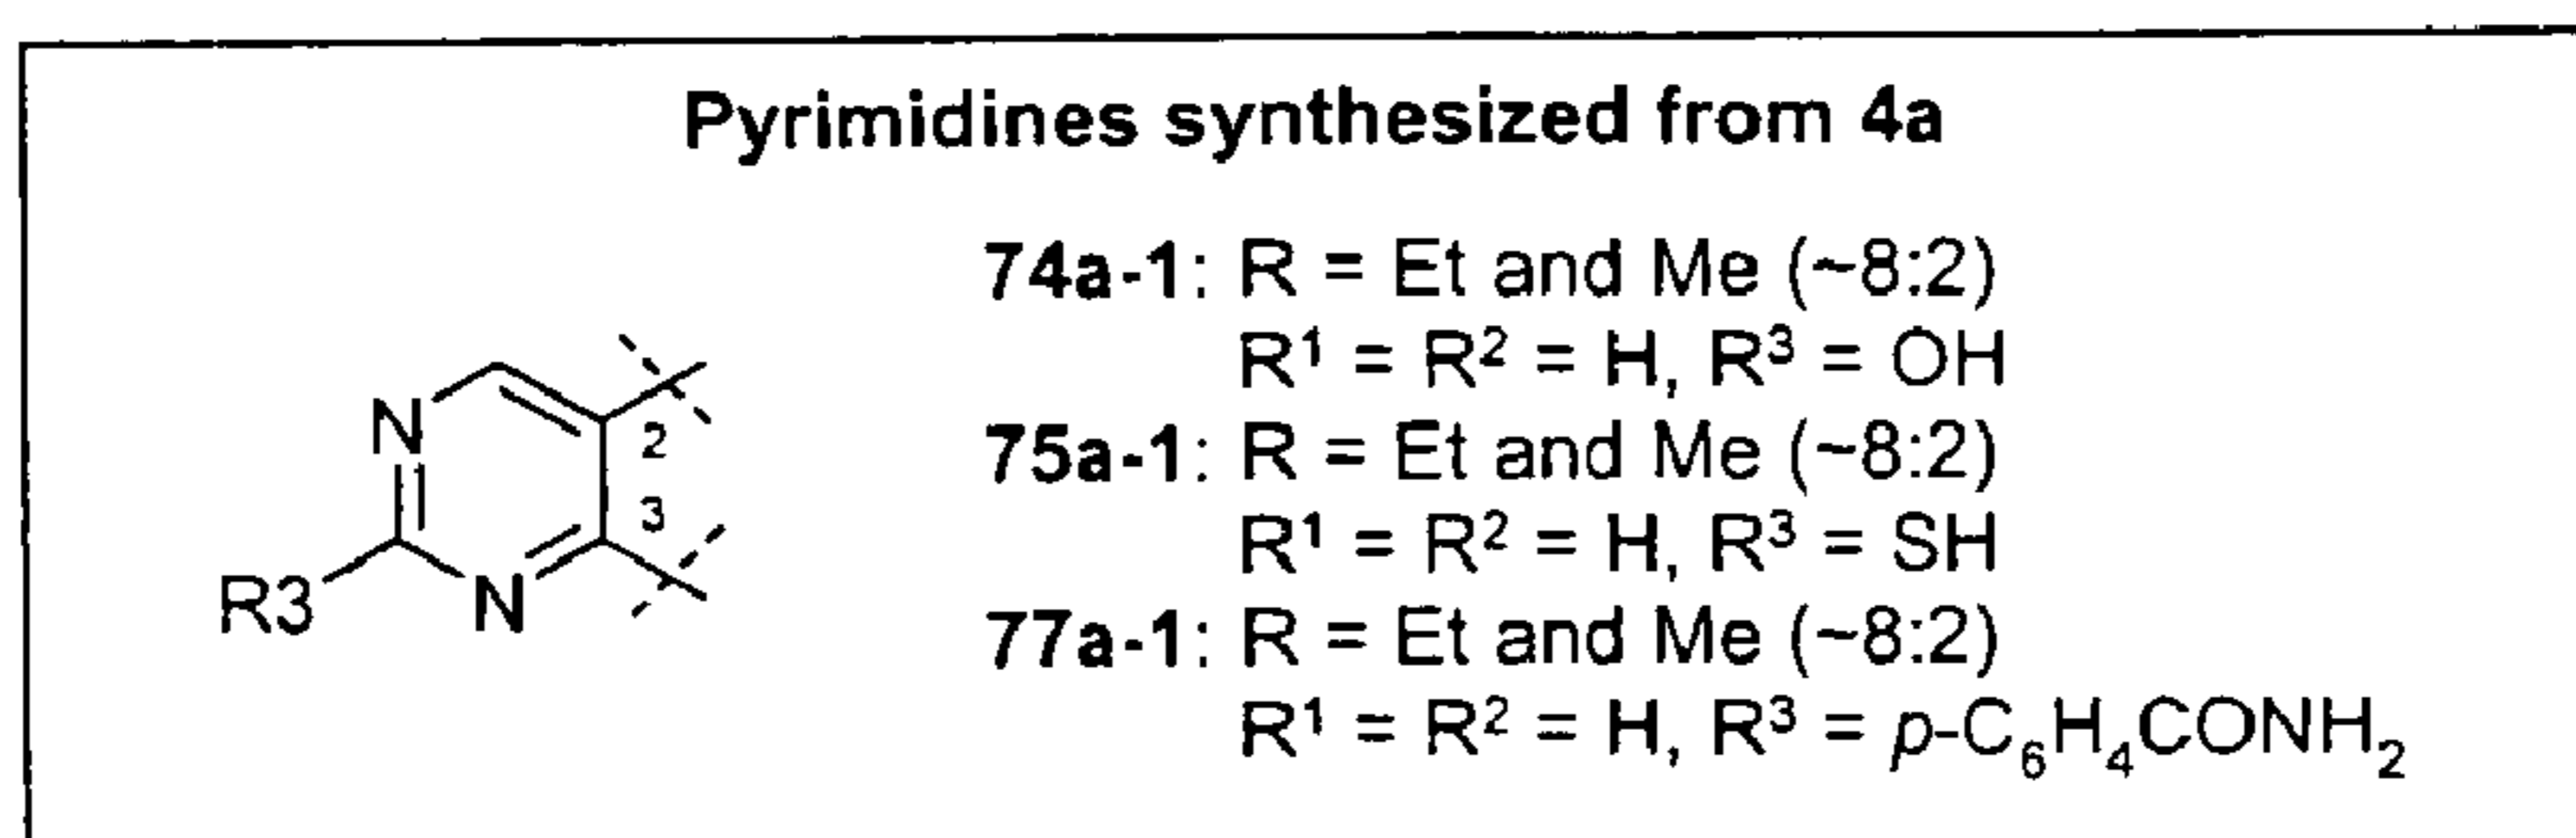 Pyrimidines synthesized from 4a
74a-1: R = Et and Me (~8:2)
R¹ = R² = H, R³ = OH
75a-1: R = Et and Me (~8:2)
R¹ = R² = H, R³ = SH
77a-1: R = Et and Me (~8:2)
R¹ = R² = H, R³ = p-C₆H₄CONH₂
N
2
3
R3
N